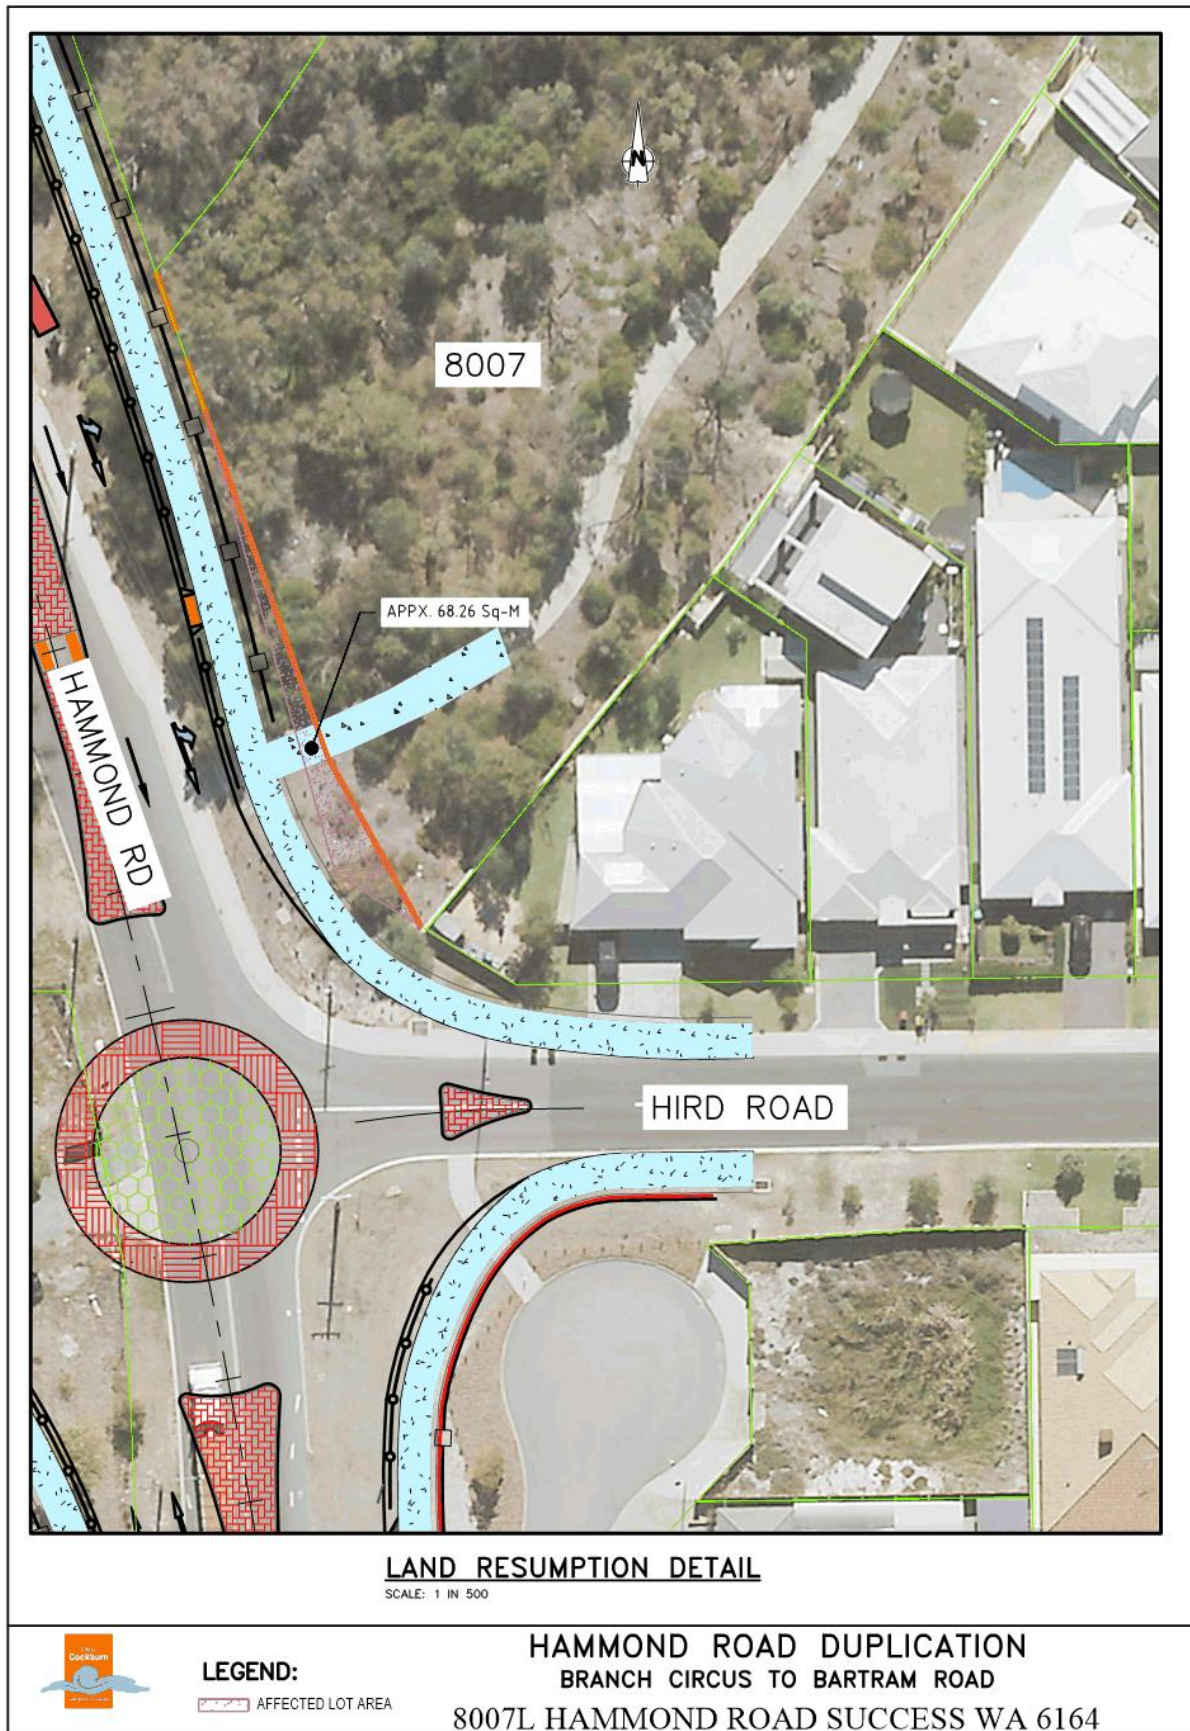 N
8007
APPX. 68.26 Sq-M
HAMMOND RD
HIRD ROAD
LAND RESUMPTION DETAIL
SCALE: 1 IN 500
Cockburn
LEGEND:
AFFECTED LOT AREA
HAMMOND ROAD DUPLICATION
BRANCH CIRCUS TO BARTRAM ROAD
8007L HAMMOND ROAD SUCCESS WA 6164